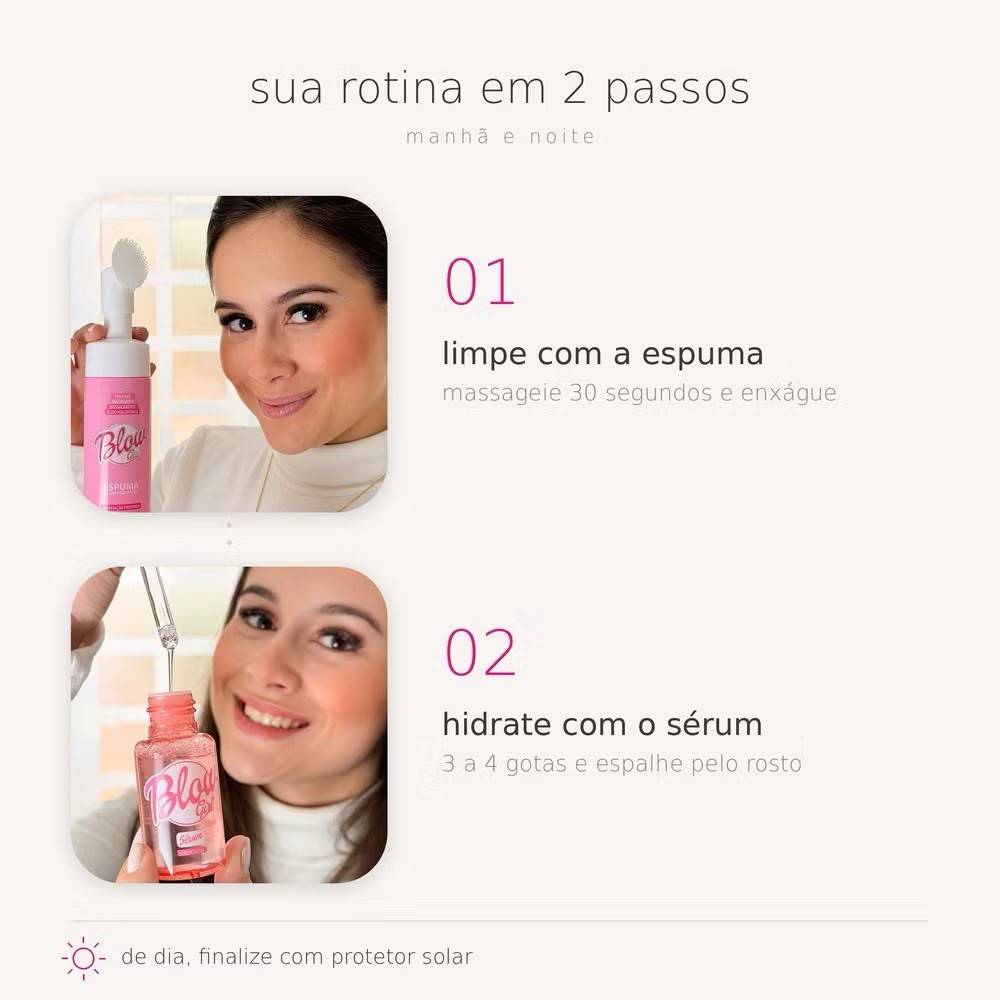 sua rotina em 2 passos
manhã e noite
01
limpe com a espuma
massageie 30 segundos e enxágue
Blow
Girl
ESPUMA
02
hidrate com o sérum
3 a 4 gotas e espalhe pelo rosto
Blow
Girl
Sérum
de dia, finalize com protetor solar